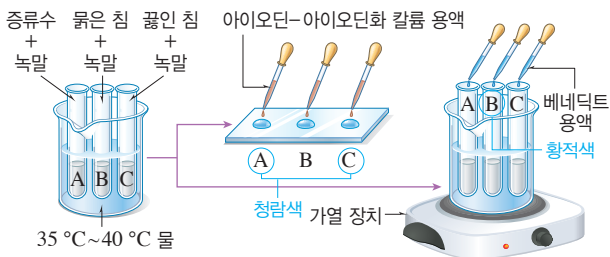 증류수 묽은 침 끓인 침
+ + +
녹말 녹말 녹말
A B C
35 °C~40 °C 물
아이오딘-아이오딘화 칼륨 용액
A B C
청람색
가열 장치
A B C
베네딕트
용액
황적색